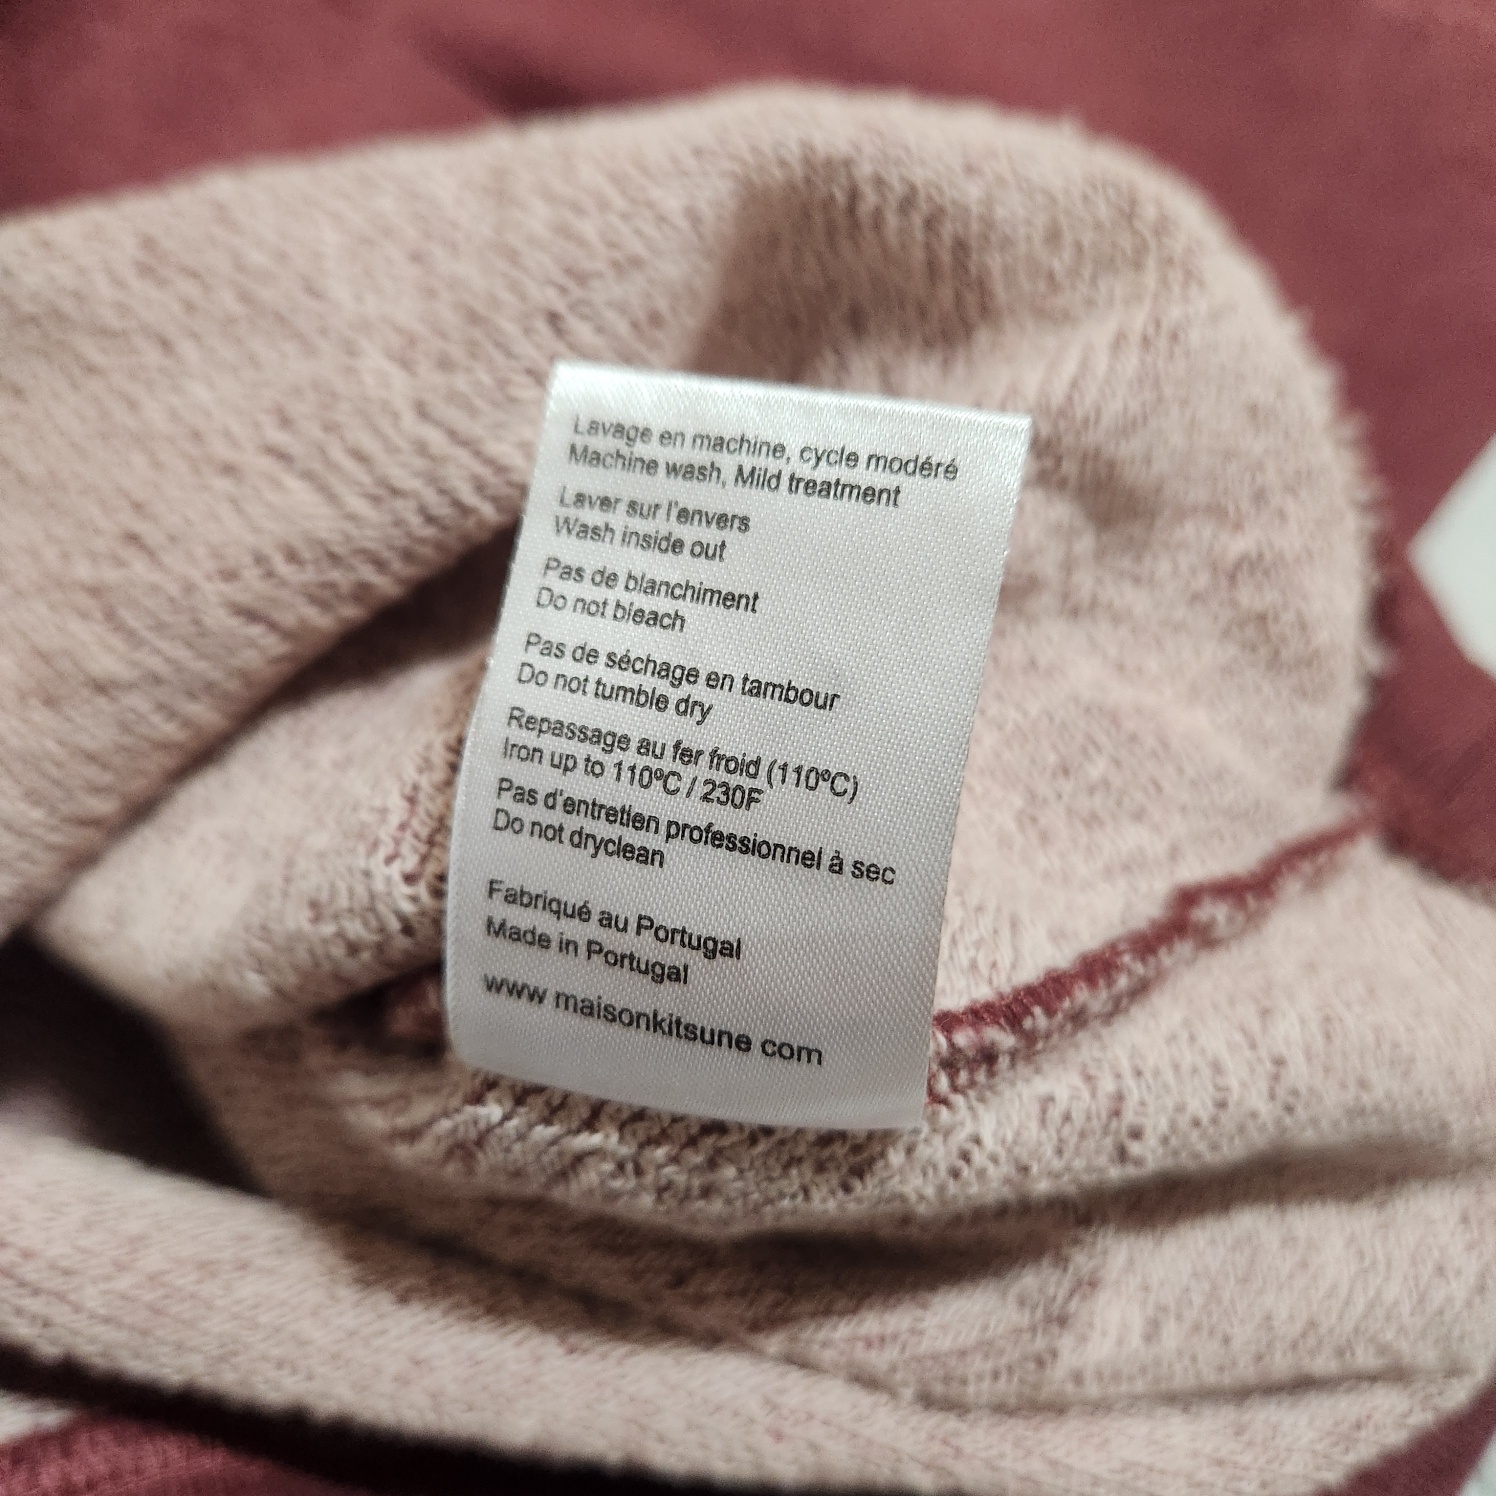 Lavage en machine, cycle modéré
Machine wash, Mild treatment
Laver sur l'envers
Wash inside out
Pas de blanchiment
Do not bleach
Pas de séchage en tambour
Do not tumble dry
Repassage au fer froid (110ºC)
Iron up to 110ºC / 230F
Pas d'entretien professionnel à sec
Do not dryclean
Fabriqué au Portugal
Made in Portugal
www maisonkitsune com